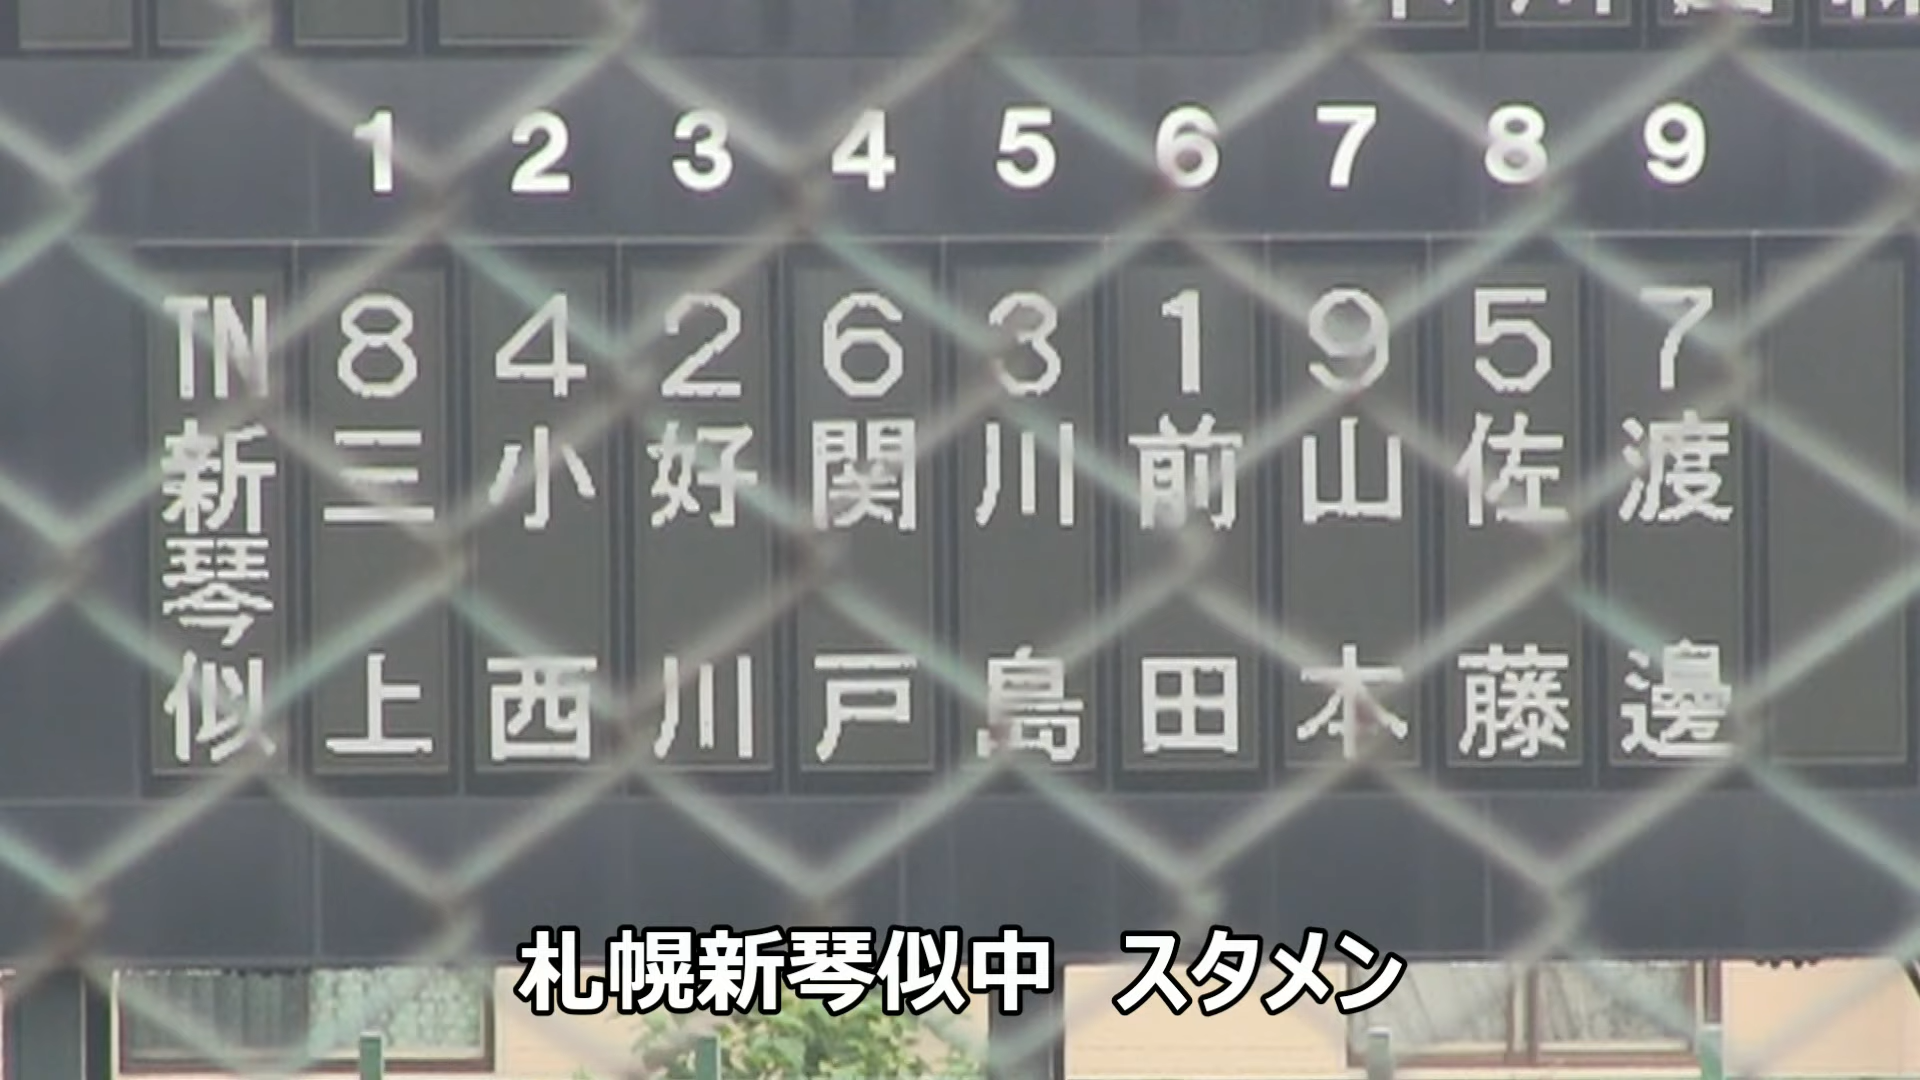 1 2 3 4 5 6 7 8 9
TN 8 4 2 6 3 1 9 5 7
新琴似 三上 小西 好川 関戸 川島 前田 山本 佐藤 渡邊
札幌新琴似中 スタメン